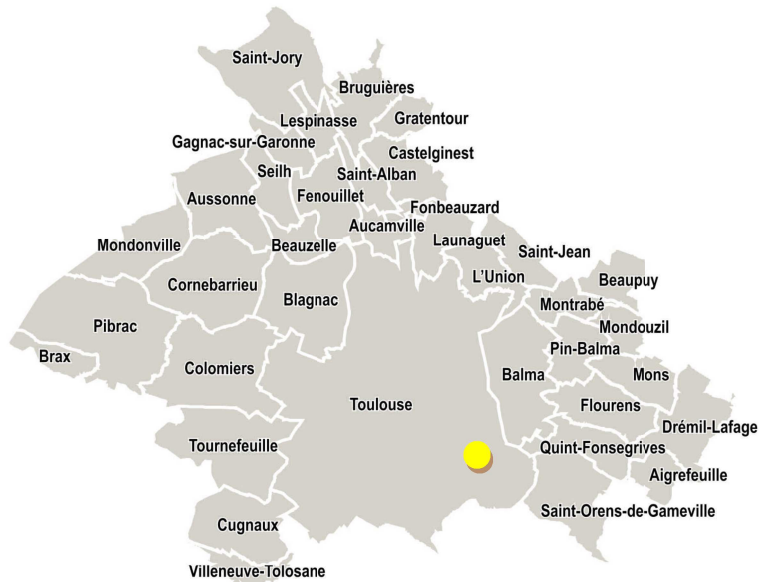 Saint-Jory
Bruguières
Lespinasse
Gratentour
Gagnac-sur-Garonne
Castelginest
Seilh
Saint-Alban
Aussonne
Fenouillet
Fonbeauzard
Aucamville
Launaguet
Mondonville
Beauzelle
Saint-Jean
L'Union
Beaupuy
Cornebarrieu
Blagnac
Montrabé
Pibrac
Mondouzil
Pin-Balma
Brax
Colomiers
Balma
Mons
Toulouse
Flourens
Drémil-Lafage
Tournefeuille
Quint-Fonsegrives
Aigrefeuille
Saint-Orens-de-Gameville
Cugnaux
Villeneuve-Tolosane